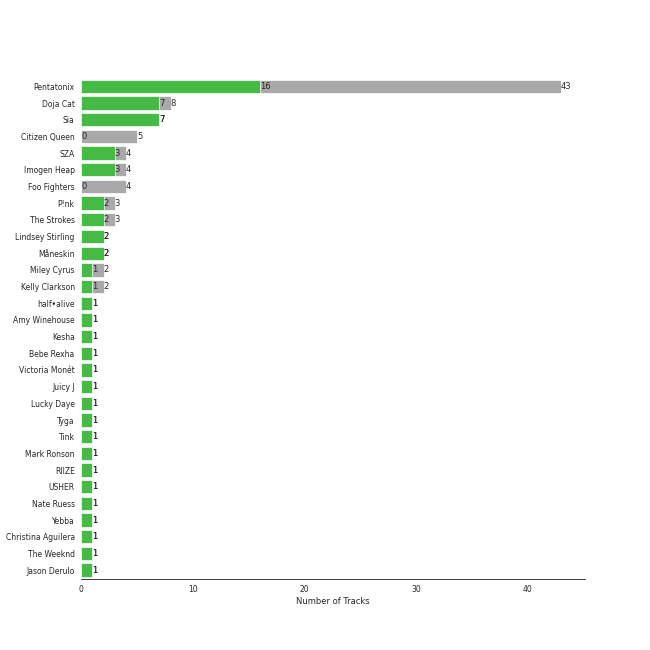 Pentatonix 16 43
Doja Cat 7 8
Sia 7
Citizen Queen 0 5
SZA 3 4
Imogen Heap 3 4
Foo Fighters 0 4
P!nk 2 3
The Strokes 2 3
Lindsey Stirling 2
Måneskin 2
Miley Cyrus 1 2
Kelly Clarkson 1 2
half•alive 1
Amy Winehouse 1
Kesha 1
Bebe Rexha 1
Victoria Monét 1
Juicy J 1
Lucky Daye 1
Tyga 1
Tink 1
Mark Ronson 1
RIIZE 1
USHER 1
Nate Ruess 1
Yebba 1
Christina Aguilera 1
The Weeknd 1
Jason Derulo 1
0 10 20 30 40
Number of Tracks